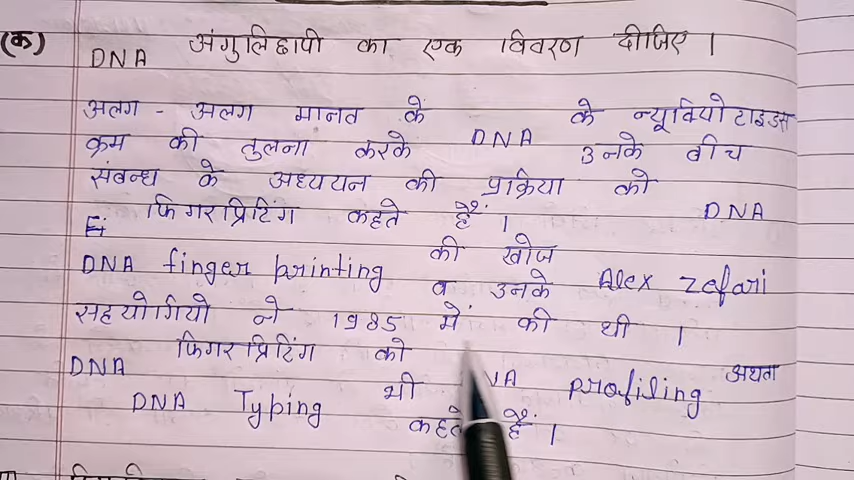 (क) DNA अंगुलिछापी का एक विवरण दीजिए ।
अलग - अलग मानव के के न्यूक्यिोटाइडस
क्रम की तुलना करके DNA उनके बीच
संबन्ध के अध्ययन की प्रक्रिया को
फिंगरप्रिटिंग कहते हैं । DNA
DNA finger printing की खोज
व उनके Alex zefari
सहयोगियो ने 1985 में की थी ।
DNA फिंगरप्रिटिंग को
भी profiling अथवा
DNA Typing कहते हैं ।